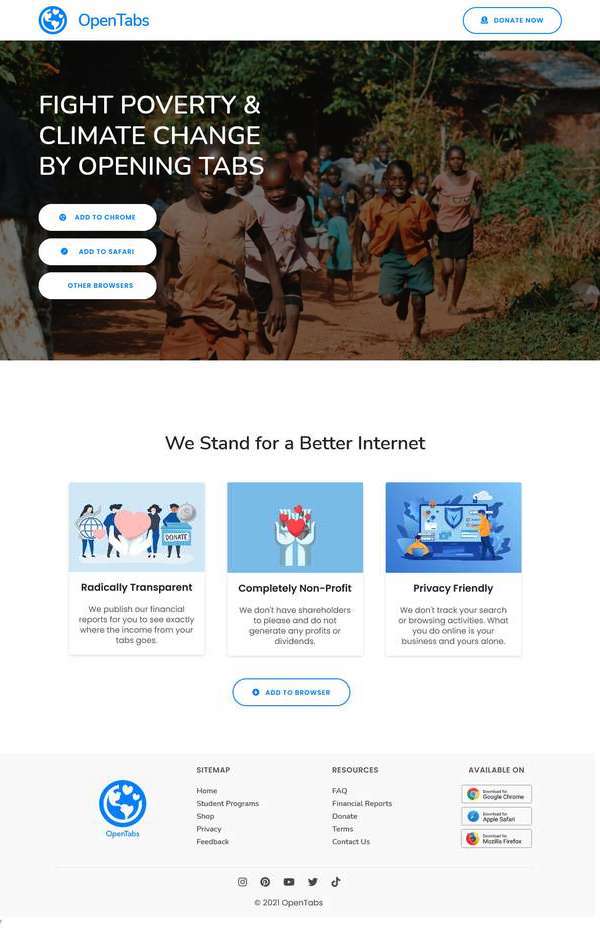 OpenTabs
DONATE NOW
FIGHT POVERTY &
CLIMATE CHANGE
BY OPENING TABS
ADD TO CHROME
ADD TO SAFARI
OTHER BROWSERS
We Stand for a Better Internet
DONATE
Radically Transparent
We publish our financial
reports for you to see exactly
where the income from your
tabs goes.
Completely Non-Profit
We don't have shareholders
to please and do not
generate any profits or
dividends.
Privacy Friendly
We don't track your search
or browsing activities. What
you do online is your
business and yours alone.
ADD TO BROWSER
OpenTabs
SITEMAP
Home
Student Programs
Shop
Privacy
Feedback
RESOURCES
FAQ
Financial Reports
Donate
Terms
Contact Us
AVAILABLE ON
Download for
Google Chrome
Download for
Apple Safari
Download for
Mozilla Firefox
© 2021 OpenTabs